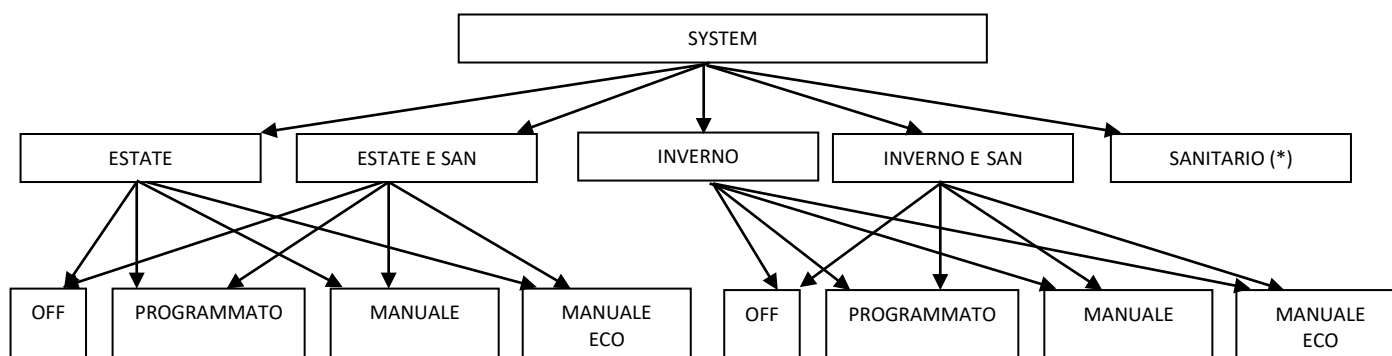 SYSTEM
ESTATE
ESTATE E SAN
INVERNO
INVERNO E SAN
SANITARIO (*)
OFF
PROGRAMMATO
MANUALE
MANUALE
ECO
OFF
PROGRAMMATO
MANUALE
MANUALE
ECO